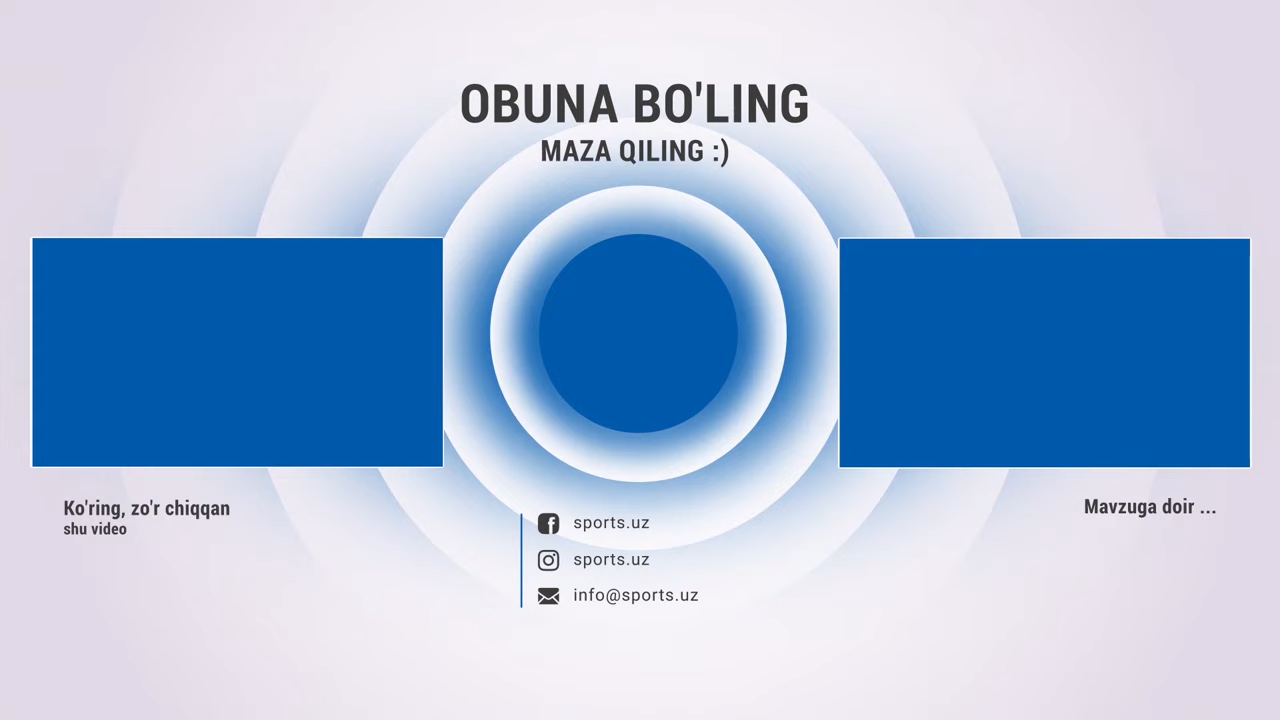 OBUNA BO'LING
MAZA QILING :)
Ko'ring, zo'r chiqqan
shu video
Mavzuga doir ...
sports.uz
sports.uz
info@sports.uz